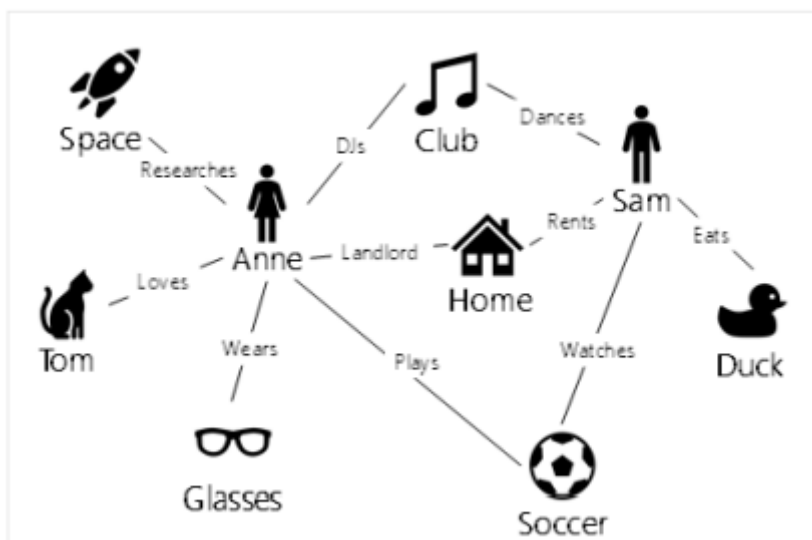 Space
Club
Dances
DJs
Researches
Sam
Rents
Landlord
Anne
Eats
Loves
Home
Tom
Wears
Plays
Watches
Duck
Glasses
Soccer